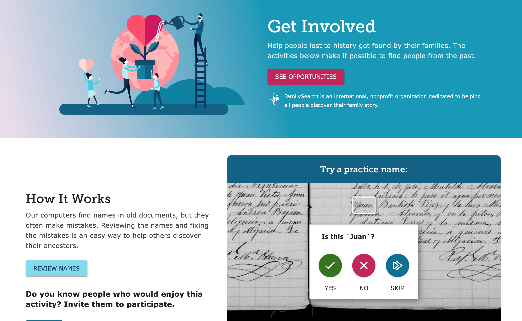 Get Involved
Help people lost to history get found by their families. The
activities below make it possible to find people from the past.
SEE OPPORTUNITIES
FamilySearch is an international, nonprofit organization dedicated to helping
all people discover their family story.
Try a practice name:
How It Works
Our computers find names in old documents, but they
often make mistakes. Reviewing the names and fixing
the mistakes is an easy way to help others discover
their ancestors.
REVIEW NAMES
Do you know people who would enjoy this
activity? Invite them to participate.
Juan
Is this "Juan"?
YES
NO
SKIP